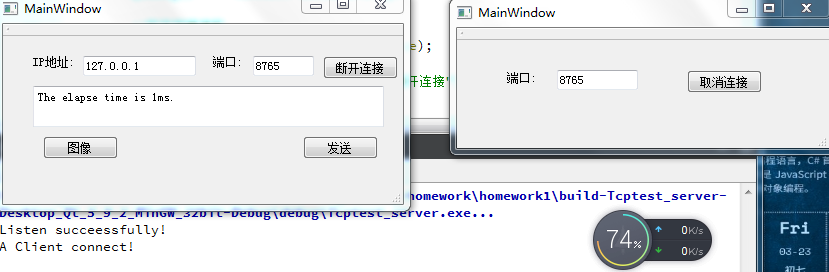 MainWindow
IP地址: 127.0.0.1 端口: 8765 断开连接
The elapse time is 1ms.
图像 发送
MainWindow
端口: 8765 取消连接
);
开连接"
homework\homework1\build-Tcptest_server-
Desktop_Qt_5_9_2_MinGW_32bit-Debug\debug\Tcptest_server.exe...
Listen succeessfully!
A Client connect!
74%
0K/s
0K/s
程语言，C#
是 JavaScript
对象编程。
Fri
03-23
初七